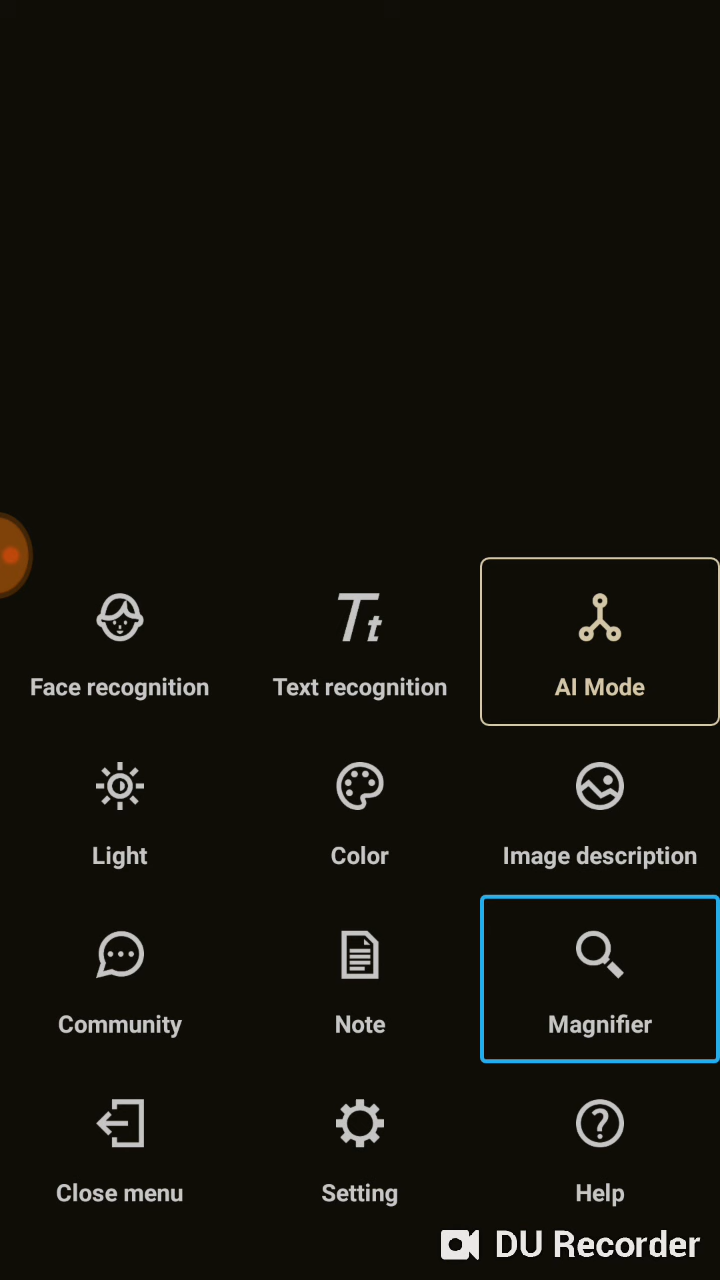 Face recognition
Text recognition
AI Mode
Light
Color
Image description
Community
Note
Magnifier
Close menu
Setting
Help
DU Recorder